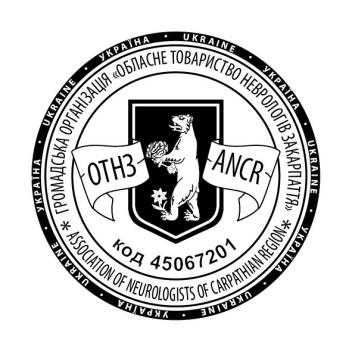 УКРАЇНА • UKRAINE • УКРАЇНА • UKRAINE • УКРАЇНА • UKRAINE • УКРАЇНА • UKRAINE
ГРОМАДСЬКА ОРГАНІЗАЦІЯ «ОБЛАСНЕ ТОВАРИСТВО НЕВРОЛОГІВ ЗАКАРПАТТЯ»
ОТНЗ
ANCR
код 45067201
* ASSOCIATION OF NEUROLOGISTS OF CARPATHIAN REGION *